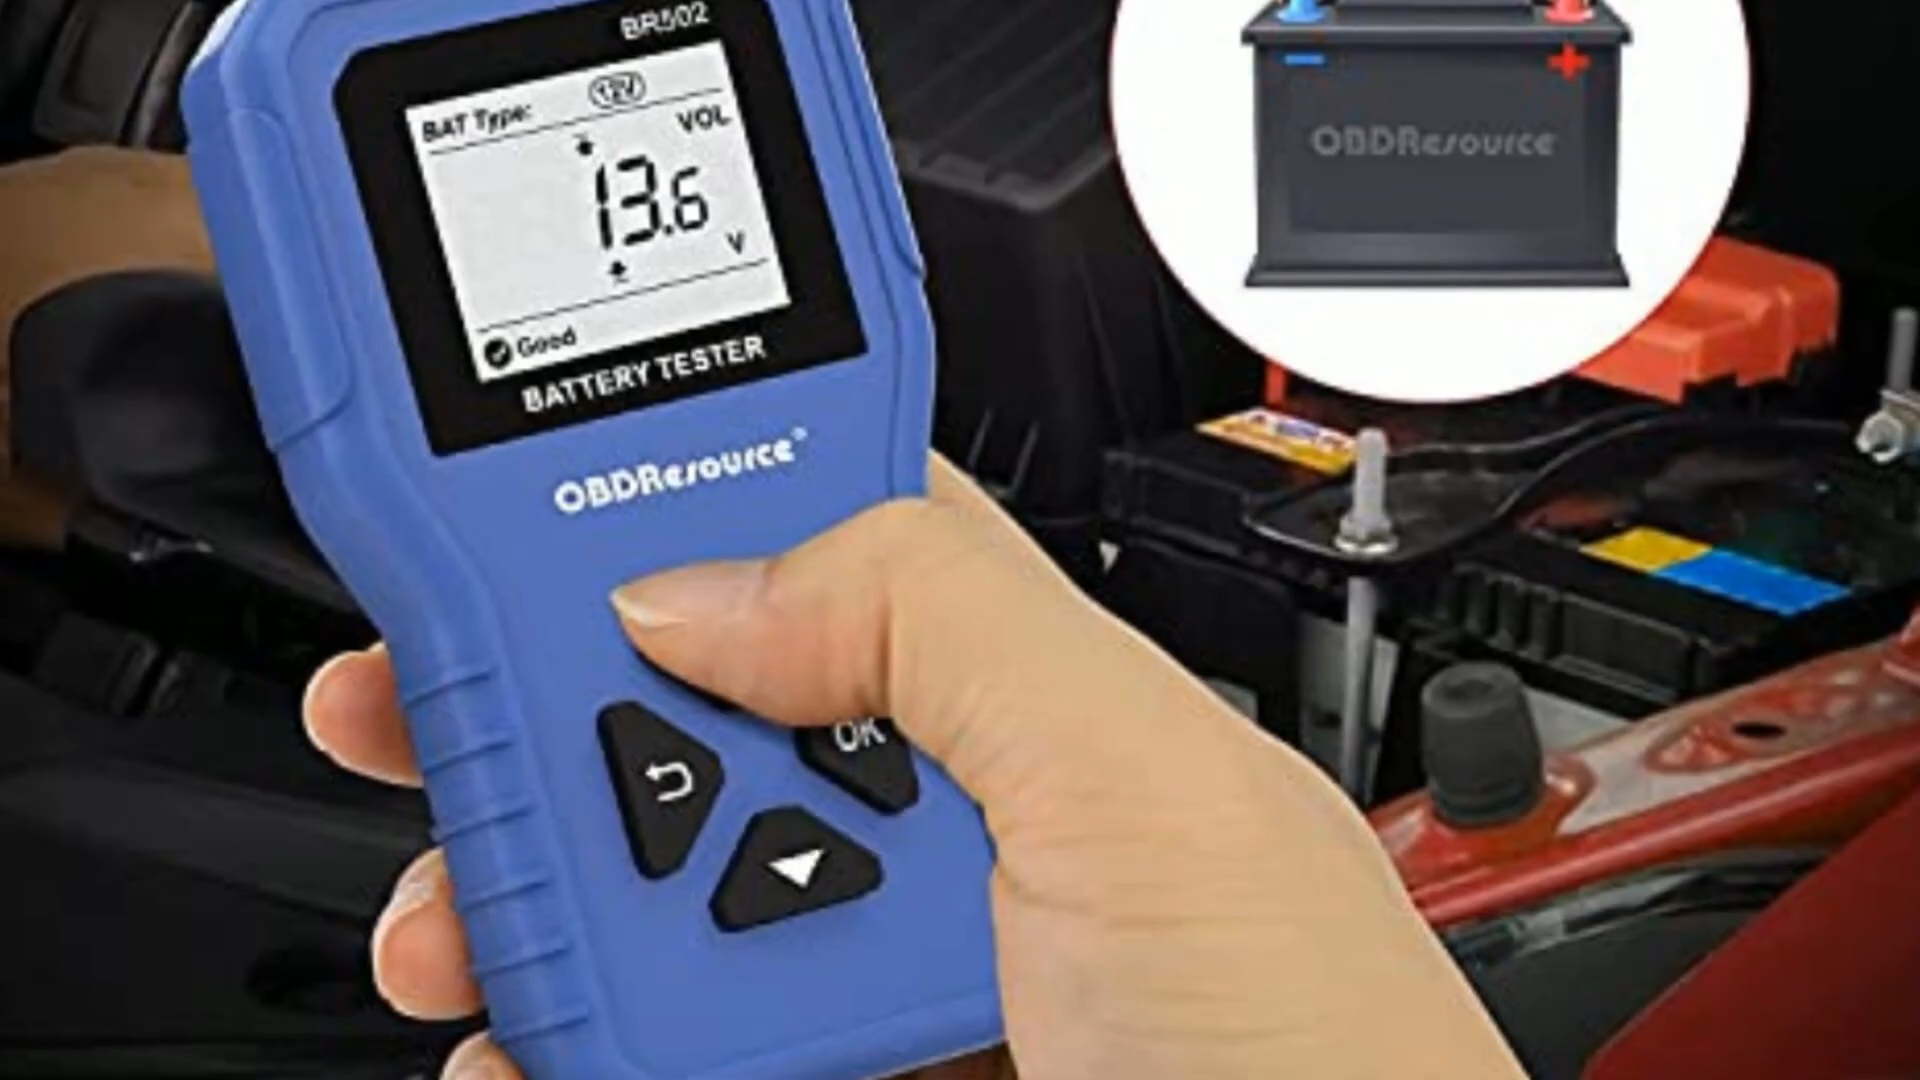 BR502
BAT Type:
12V
VOL
13.6
V
Good
BATTERY TESTER
OBDResource®
OK
− +
OBDResource